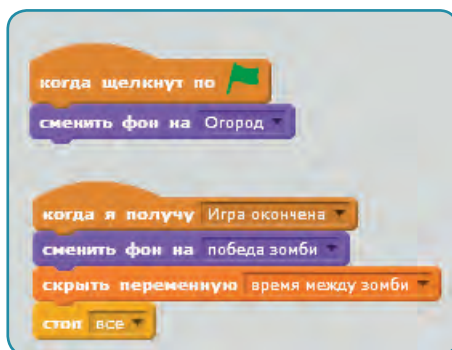 когда щелкнут по
сменить фон на Огород
когда я получу Игра окончена
сменить фон на победа зомби
скрыть переменную время между зомби
стоп все